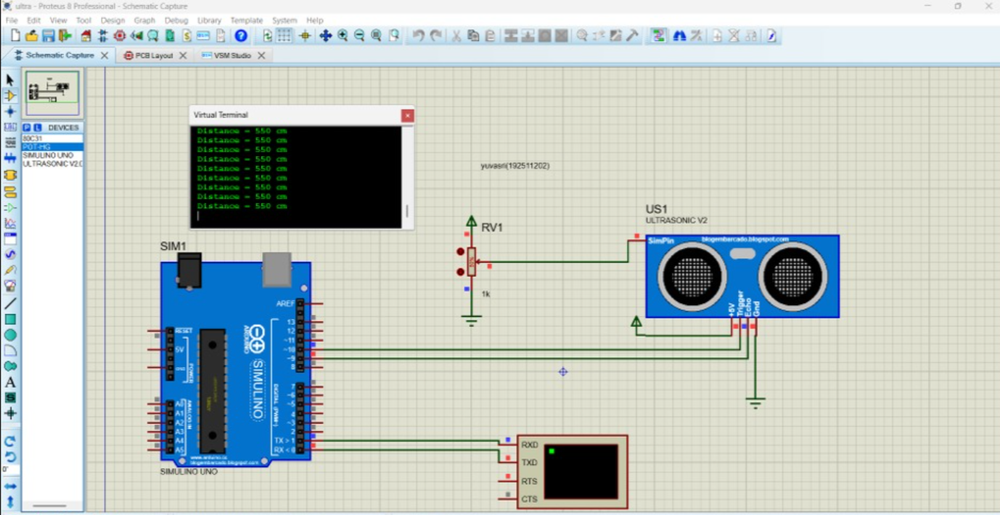 ultra - Proteus 8 Professional - Schematic Capture
File Edit View Tool Design Graph Debug Library Template System Help
Schematic Capture
PCB Layout
VSM Studio
P L DEVICES
80C31
POT-HG
SIMULINO UNO
ULTRASONIC V2.0
Virtual Terminal
Distance = 550 cm
Distance = 550 cm
Distance = 550 cm
Distance = 550 cm
Distance = 550 cm
Distance = 550 cm
Distance = 550 cm
Distance = 550 cm
Distance = 550 cm
yuvasri(192511202)
US1
ULTRASONIC V2
SimPin
blogembarcado.blogspot.com
+5V
Trigger
Echo
Gnd
RV1
1k
SIM1
AREF
13
12
~11
~10
~9
8
7
~6
~5
4
~3
2
TX > 1
RX < 0
RESET
5V
GND
POWER
A0
A1
A2
A3
A4
A5
ANALOG IN
ARDUINO
SIMULINO
DIGITAL (PWM~)
www.arduino.cc
blogembarcado.blogspot.com
SIMULINO UNO
RXD
TXD
RTS
CTS
A
S
0°